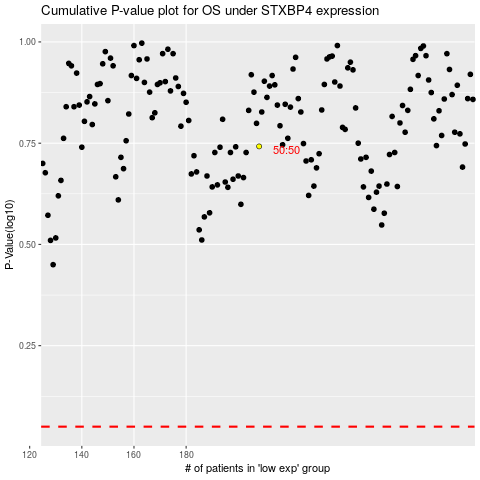 Cumulative P-value plot for OS under STXBP4 expression
P-Value(log10)
1.00
0.75
0.50
0.25
50:50
120 140 160 180
# of patients in 'low exp' group